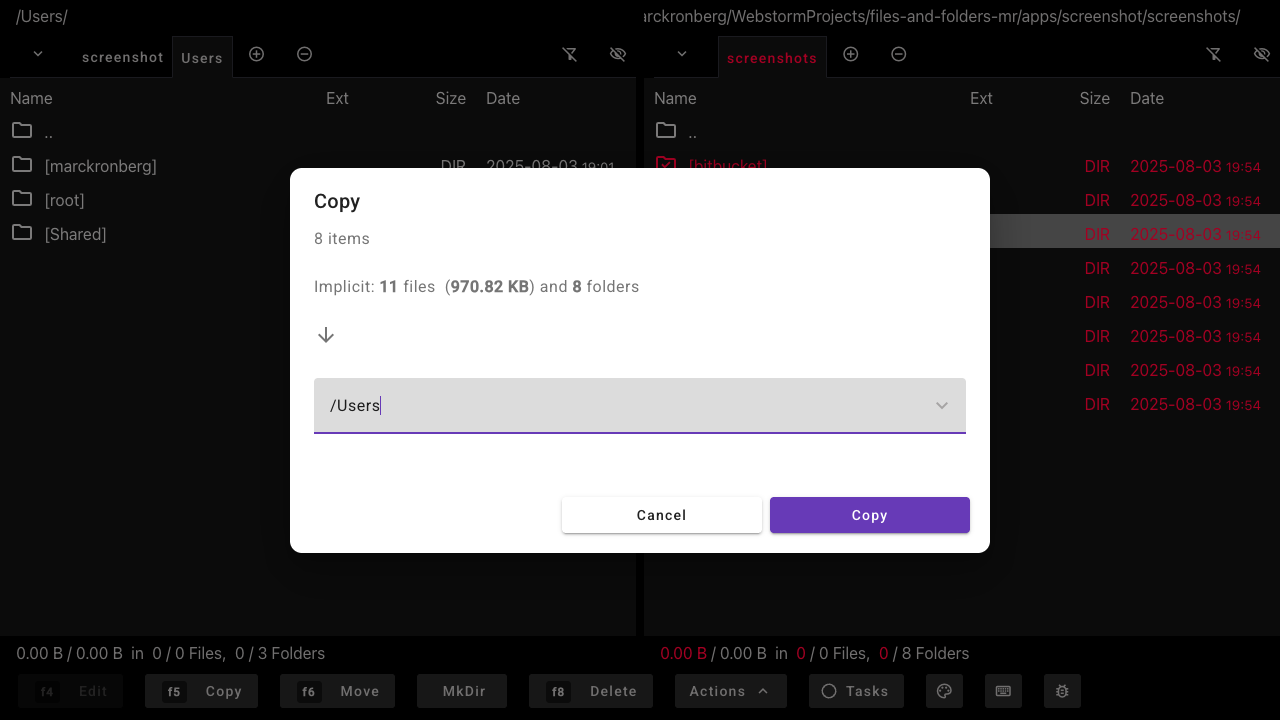 /Users/
arckronberg/WebstormProjects/files-and-folders-mr/apps/screenshot/screenshots/
screenshot Users
screenshots
Name Ext Size Date
..
[marckronberg] DIR 2025-08-03 19:01
[root]
[Shared]
Name Ext Size Date
..
[bitbucket] DIR 2025-08-03 19:54
DIR 2025-08-03 19:54
DIR 2025-08-03 19:54
DIR 2025-08-03 19:54
DIR 2025-08-03 19:54
DIR 2025-08-03 19:54
DIR 2025-08-03 19:54
DIR 2025-08-03 19:54
Copy
8 items
Implicit: 11 files (970.82 KB) and 8 folders
/Users
Cancel Copy
0.00 B / 0.00 B in 0 / 0 Files, 0 / 3 Folders
0.00 B / 0.00 B in 0 / 0 Files, 0 / 8 Folders
f4 Edit f5 Copy f6 Move MkDir f8 Delete Actions Tasks